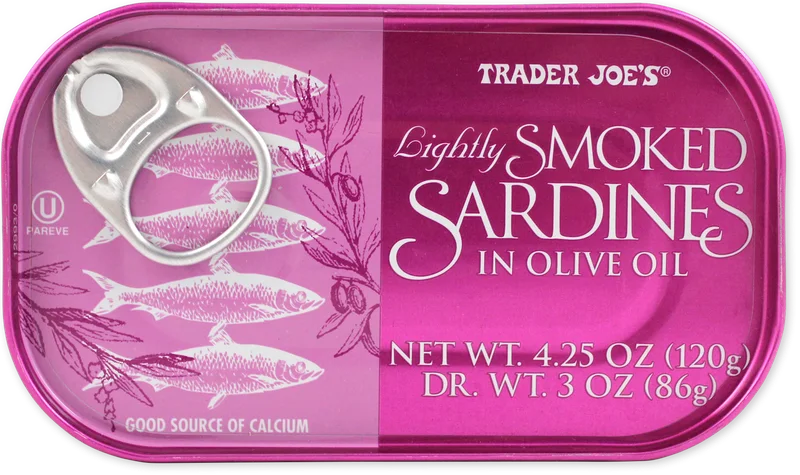 TRADER JOE'S®
Lightly SMOKED
SARDINES
IN OLIVE OIL
NET WT. 4.25 OZ (120g)
DR. WT. 3 OZ (86g)
U
PAREVE
GOOD SOURCE OF CALCIUM